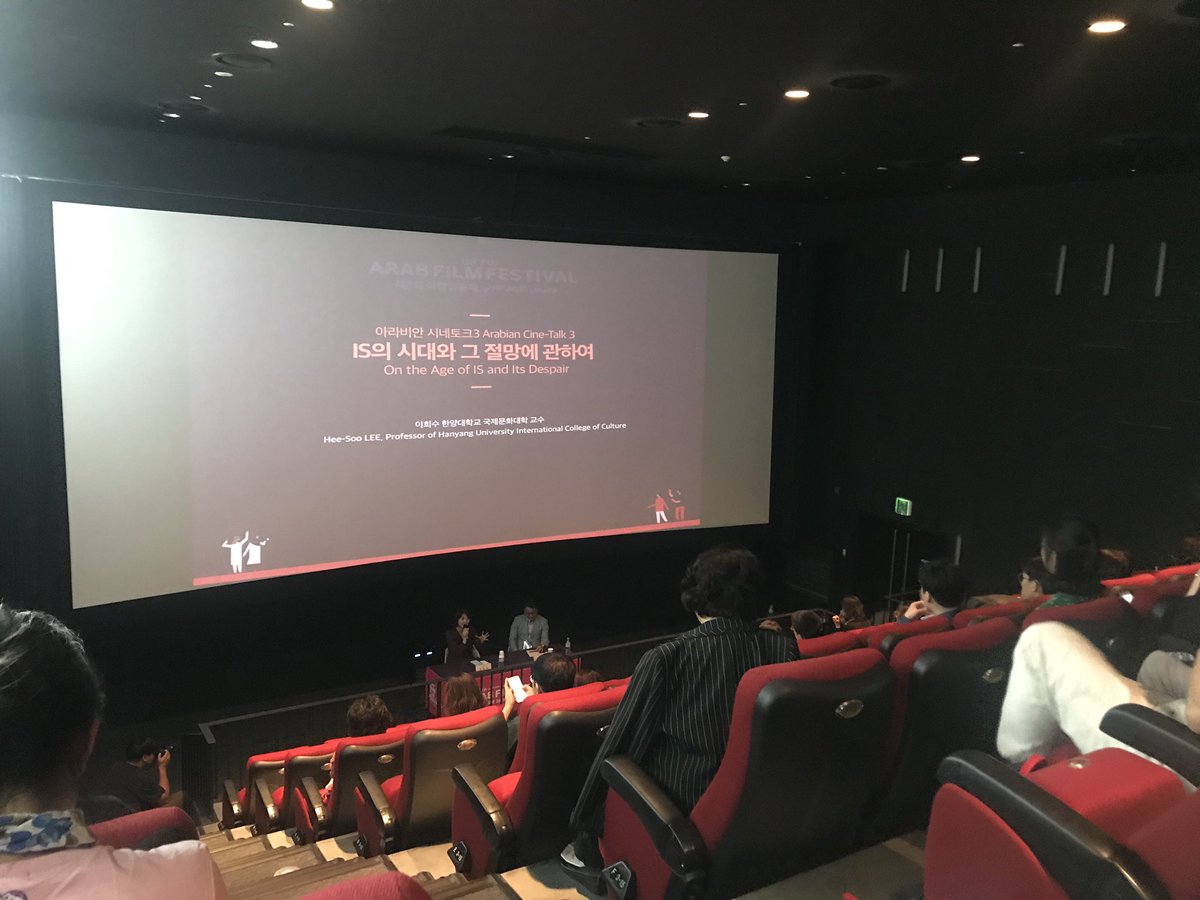 ARAB FILM FESTIVAL
아라비안 시네토크3 Arabian Cine-Talk 3
IS의 시대와 그 절망에 관하여
On the Age of IS and Its Despair
이희수 한양대학교 국제문화대학 교수
Hee-Soo LEE, Professor of Hanyang University International College of Culture